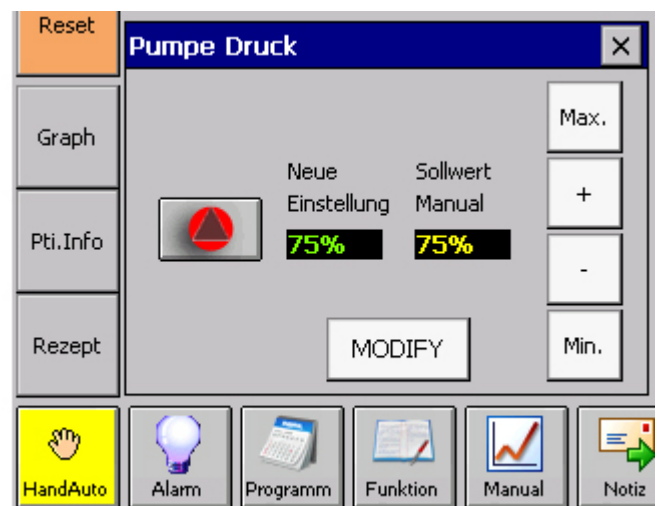 Reset
Pumpe Druck
Graph
Pti.Info
Rezept
Neue Einstellung
75%
Sollwert Manual
75%
Max.
+
-
Min.
MODIFY
HandAuto
Alarm
Programm
Funktion
Manual
Notiz